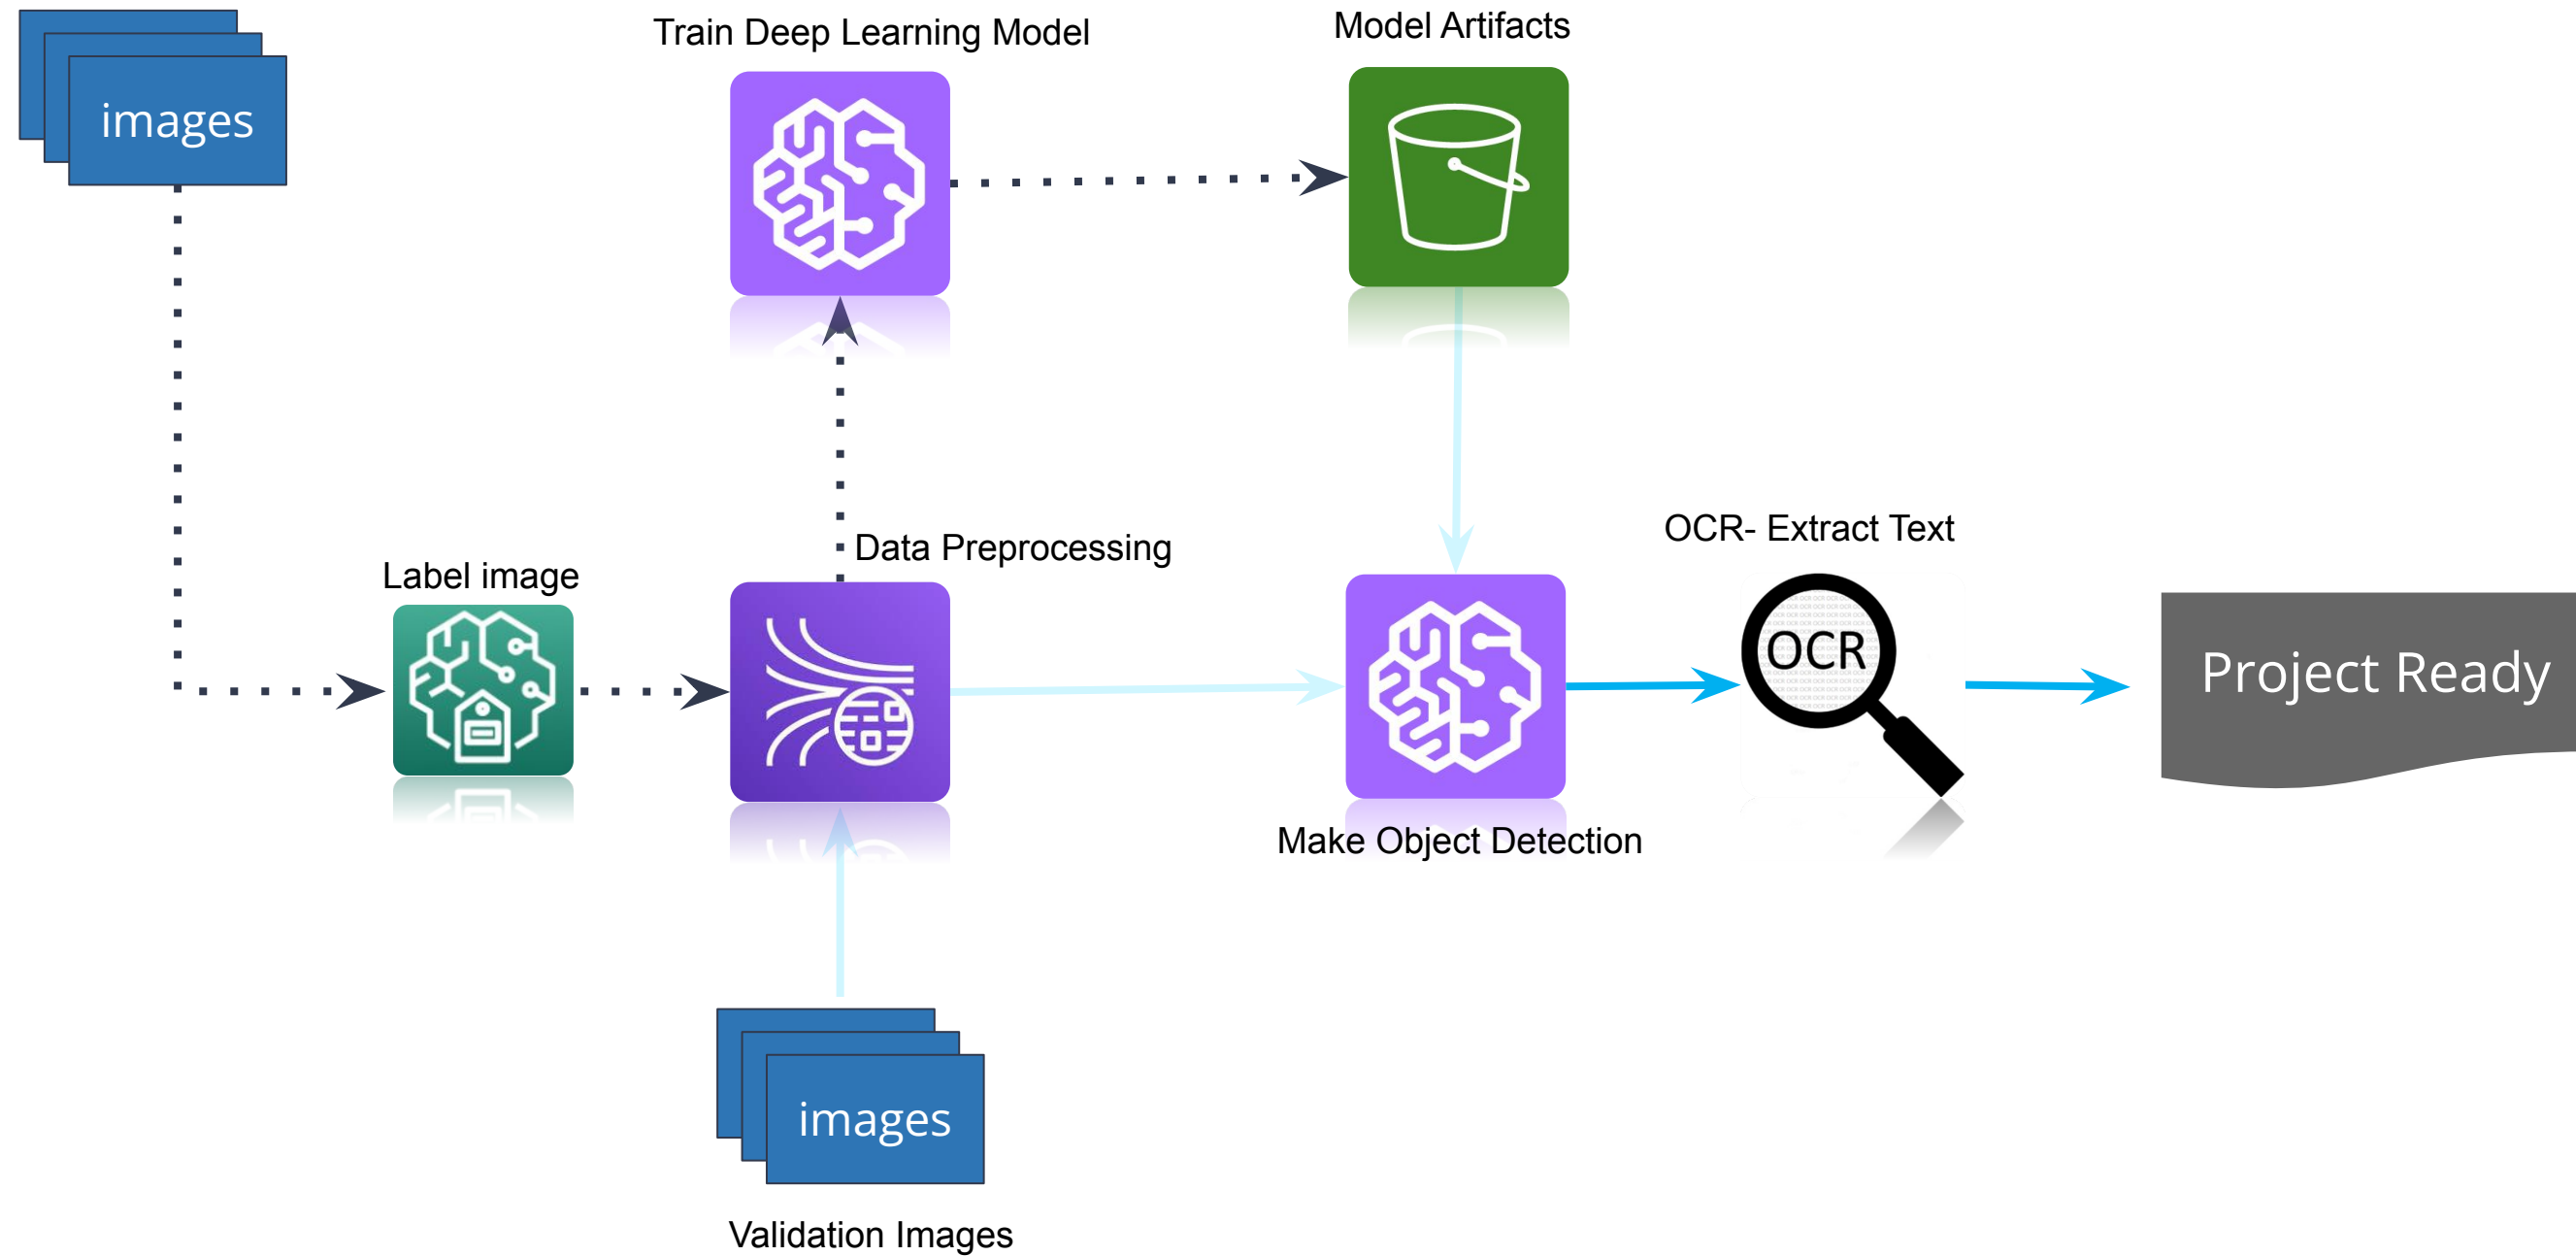 Train Deep Learning Model
Model Artifacts
images
Data Preprocessing
OCR- Extract Text
Label image
OCR
Project Ready
Make Object Detection
images
Validation Images